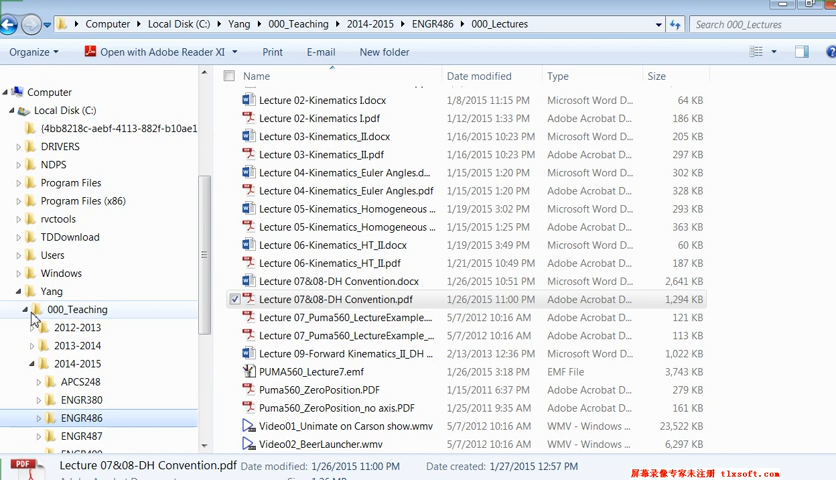 Computer ▸ Local Disk (C:) ▸ Yang ▸ 000_Teaching ▸ 2014-2015 ▸ ENGR486 ▸ 000_Lectures
Search 000_Lectures
Organize Open with Adobe Reader XI Print E-mail New folder
Computer
Local Disk (C:)
{4bb8218c-aebf-4113-882f-b10ae1
DRIVERS
NDPS
Program Files
Program Files (x86)
rvctools
TDDownload
Users
Windows
Yang
000_Teaching
2012-2013
2013-2014
2014-2015
APCS248
ENGR380
ENGR486
ENGR487
Name Date modified Type Size
Lecture 02-Kinematics I.docx 1/8/2015 11:15 PM Microsoft Word D... 64 KB
Lecture 02-Kinematics I.pdf 1/12/2015 1:33 PM Adobe Acrobat D... 186 KB
Lecture 03-Kinematics_II.docx 1/16/2015 10:23 PM Microsoft Word D... 205 KB
Lecture 03-Kinematics_II.pdf 1/16/2015 10:23 PM Adobe Acrobat D... 297 KB
Lecture 04-Kinematics_Euler Angles.d... 1/15/2015 1:20 PM Microsoft Word D... 302 KB
Lecture 04-Kinematics_Euler Angles.pdf 1/15/2015 1:20 PM Adobe Acrobat D... 328 KB
Lecture 05-Kinematics_Homogeneous ... 1/19/2015 3:02 PM Microsoft Word D... 293 KB
Lecture 05-Kinematics_Homogeneous ... 1/15/2015 1:25 PM Adobe Acrobat D... 363 KB
Lecture 06-Kinematics_HT_II.docx 1/19/2015 3:49 PM Microsoft Word D... 60 KB
Lecture 06-Kinematics_HT_II.pdf 1/21/2015 10:49 PM Adobe Acrobat D... 187 KB
Lecture 07&08-DH Convention.docx 1/26/2015 10:51 PM Microsoft Word D... 2,641 KB
Lecture 07&08-DH Convention.pdf 1/26/2015 11:00 PM Adobe Acrobat D... 1,294 KB
Lecture 07_Puma560_LectureExample.... 5/7/2012 10:16 AM Adobe Acrobat D... 121 KB
Lecture 07_Puma560_LectureExample_... 5/7/2012 10:16 AM Adobe Acrobat D... 113 KB
Lecture 09-Forward Kinematics_II_DH ... 2/13/2013 12:36 PM Microsoft Word D... 1,022 KB
PUMA560_Lecture7.emf 1/26/2015 3:18 PM EMF File 3,743 KB
Puma560_ZeroPosition.PDF 1/15/2011 6:37 PM Adobe Acrobat D... 279 KB
Puma560_ZeroPosition_no axis.PDF 1/25/2011 9:35 AM Adobe Acrobat D... 161 KB
Video01_Unimate on Carson show.wmv 5/7/2012 10:16 AM WMV - Windows ... 23,522 KB
Video02_BeerLauncher.wmv 5/7/2012 10:16 AM WMV - Windows ... 6,297 KB
Lecture 07&08-DH Convention.pdf Date modified: 1/26/2015 11:00 PM Date created: 1/27/2015 12:57 PM
PDF
屏幕录像专家未注册 tlxsoft.com